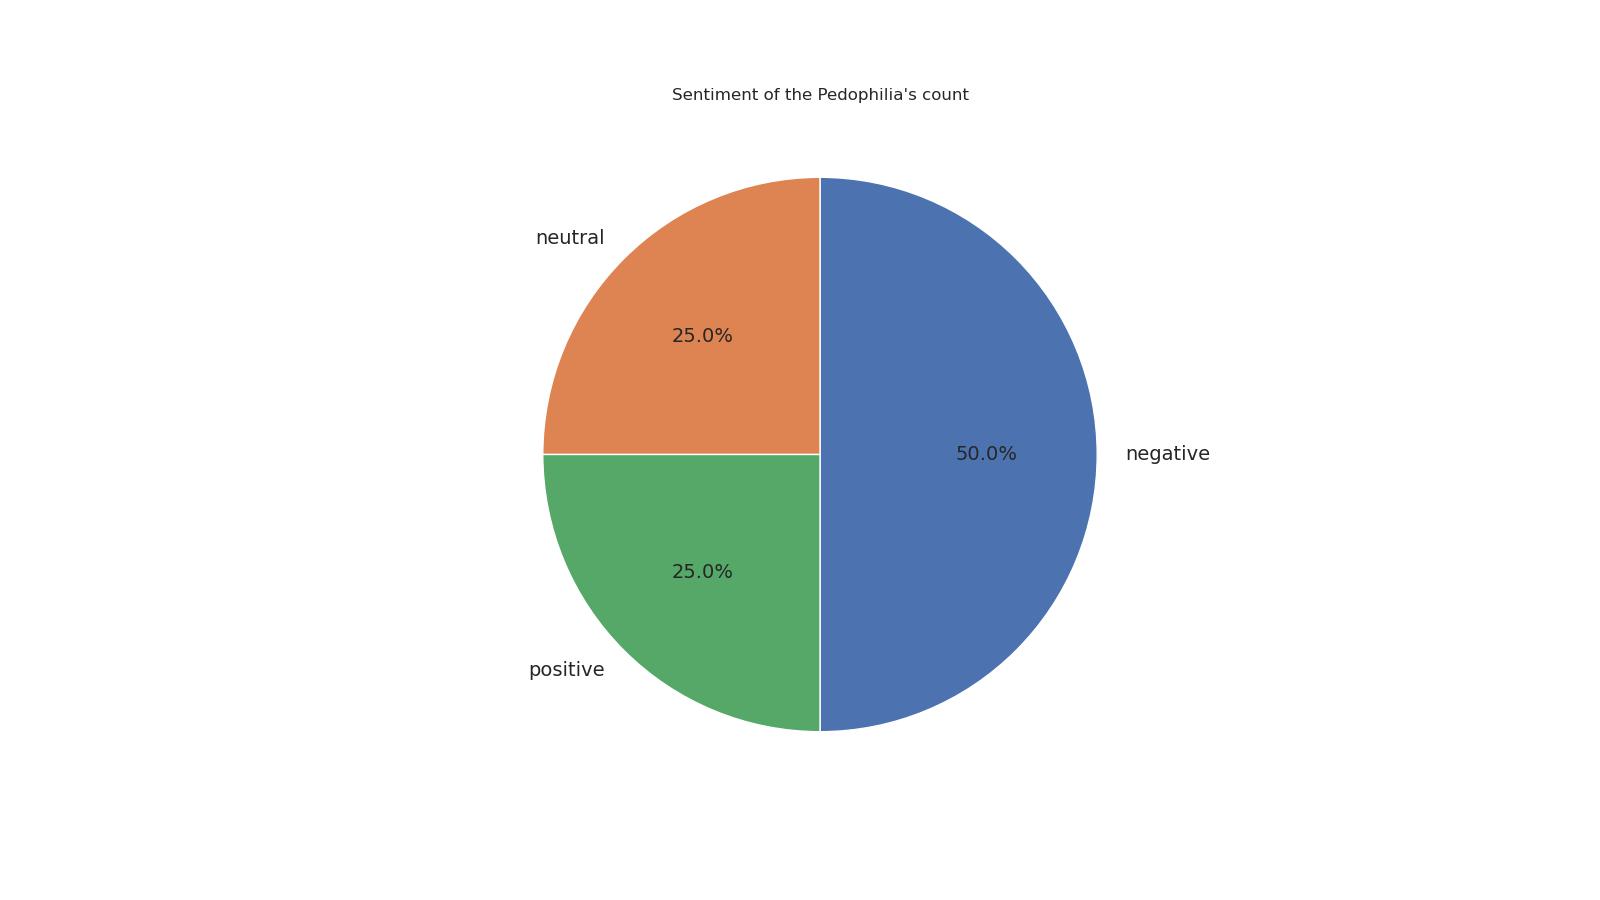 Sentiment of the Pedophilia's count
neutral
25.0%
50.0%
negative
25.0%
positive